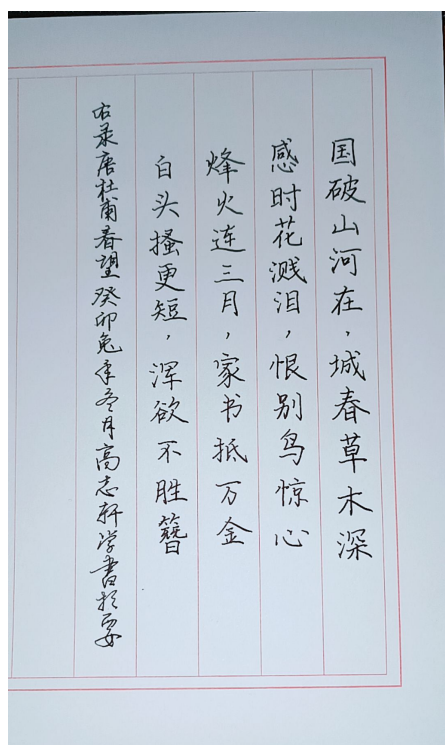 国破山河在，城春草木深
感时花溅泪，恨别鸟惊心
烽火连三月，家书抵万金
白头搔更短，浑欲不胜簪
右录唐杜甫春望癸卯兔年冬月高志轩学书于